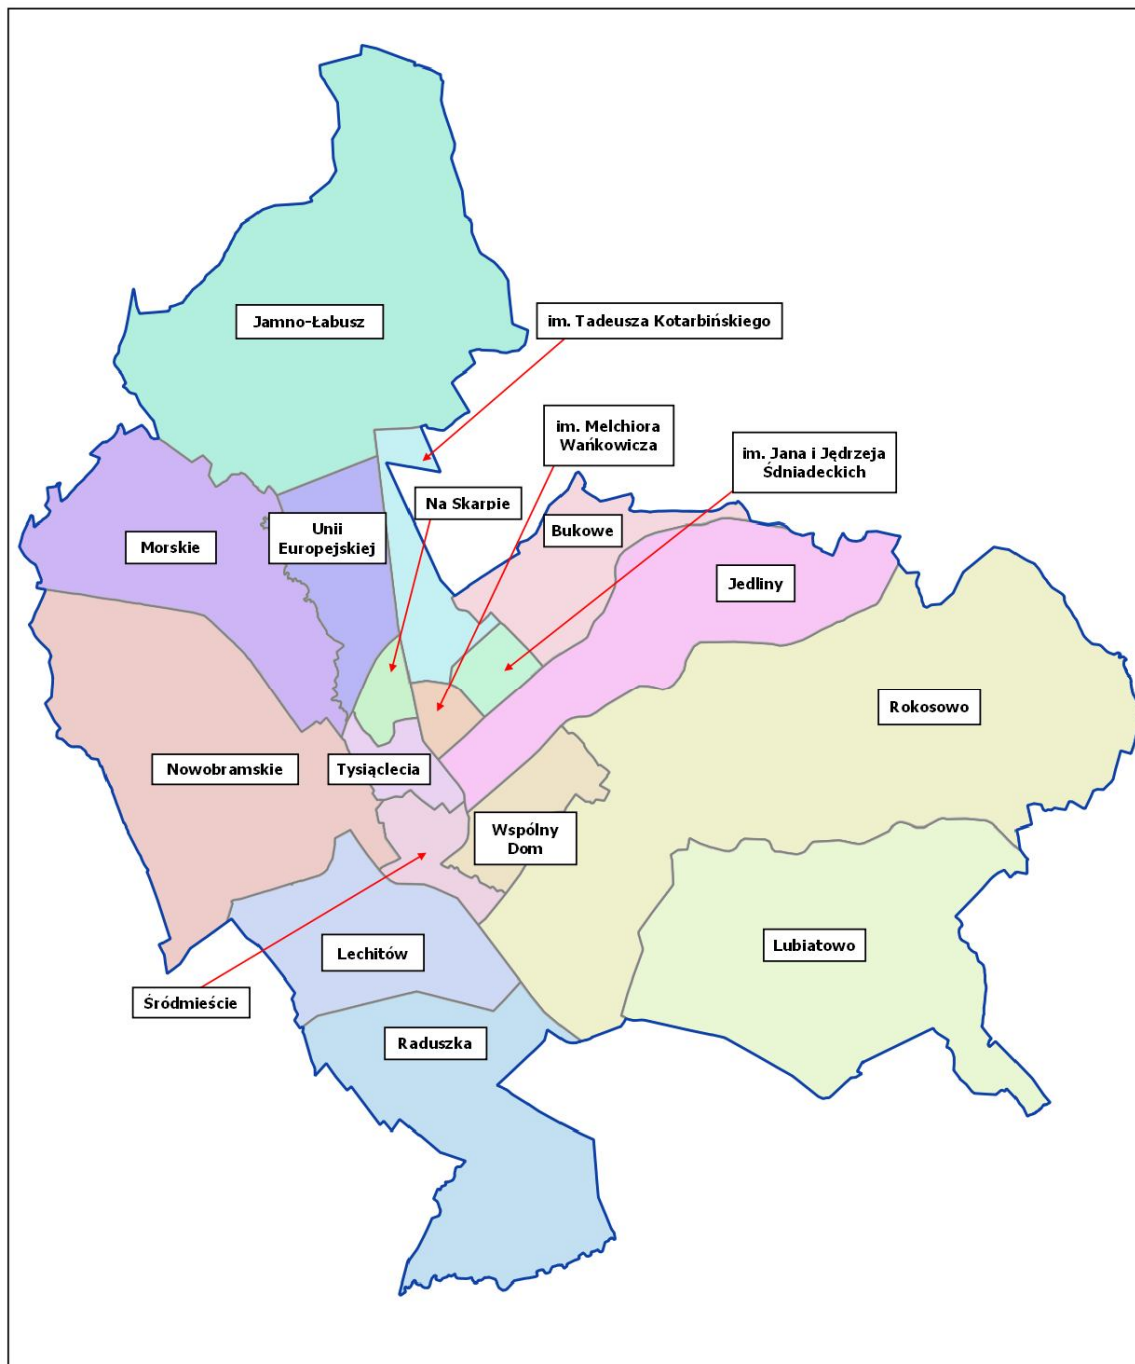 Jamno-Łabusz
im. Tadeusza Kotarbińskiego
im. Melchiora
Wańkowicza
im. Jana i Jędrzeja
Śdniadeckich
Na Skarpie
Unii
Europejskiej
Bukowe
Morskie
Jedliny
Rokosowo
Nowobramskie
Tysiąclecia
Wspólny
Dom
Lubiatowo
Lechitów
Śródmieście
Raduszka